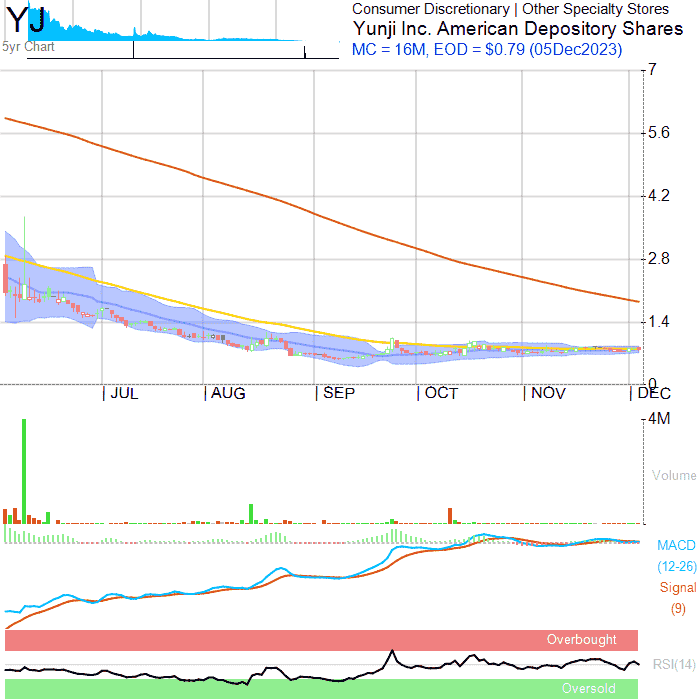 YJ
5yr Chart
Consumer Discretionary | Other Specialty Stores
Yunji Inc. American Depository Shares
MC = 16M, EOD = $0.79 (05Dec2023)
7
5.6
4.2
2.8
1.4
0
JUL AUG SEP OCT NOV DEC
4M
Volume
MACD
(12-26)
Signal
(9)
Overbought
RSI(14)
Oversold